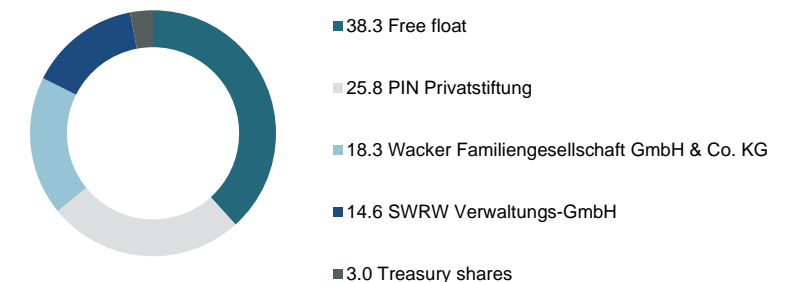 38.3 Free float
25.8 PIN Privatstiftung
18.3 Wacker Familiengesellschaft GmbH & Co. KG
14.6 SWRW Verwaltungs-GmbH
3.0 Treasury shares